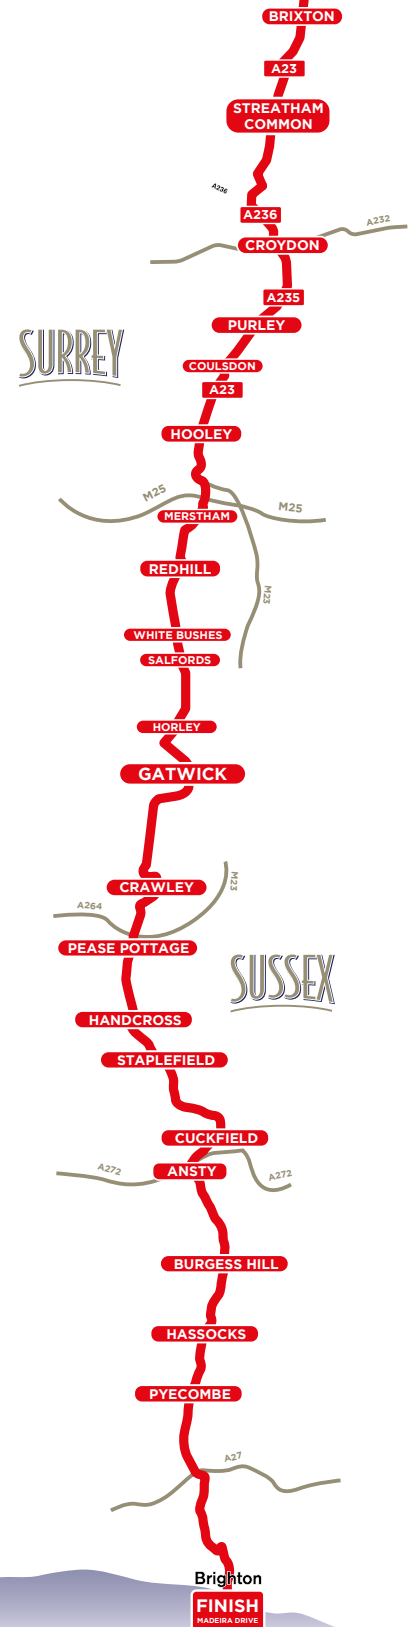 BRIXTON
A23
STREATHAM
COMMON
A236
A236
A232
CROYDON
A235
PURLEY
SURREY
COULSDON
A23
HOOLEY
M25
M25
MERSTHAM
REDHILL
M23
WHITE BUSHES
SALFORDS
HORLEY
GATWICK
M23
CRAWLEY
A264
PEASE POTTAGE
SUSSEX
HANDCROSS
STAPLEFIELD
CUCKFIELD
A272
ANSTY
A272
BURGESS HILL
HASSOCKS
PYECOMBE
A27
Brighton
FINISH
MADEIRA DRIVE